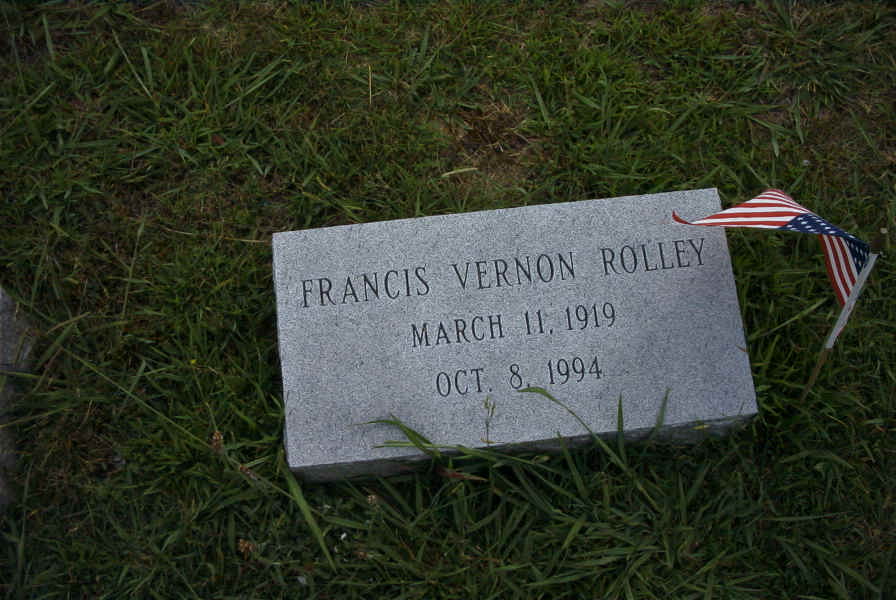 FRANCIS VERNON ROLLEY
MARCH 11, 1919
OCT. 8, 1994